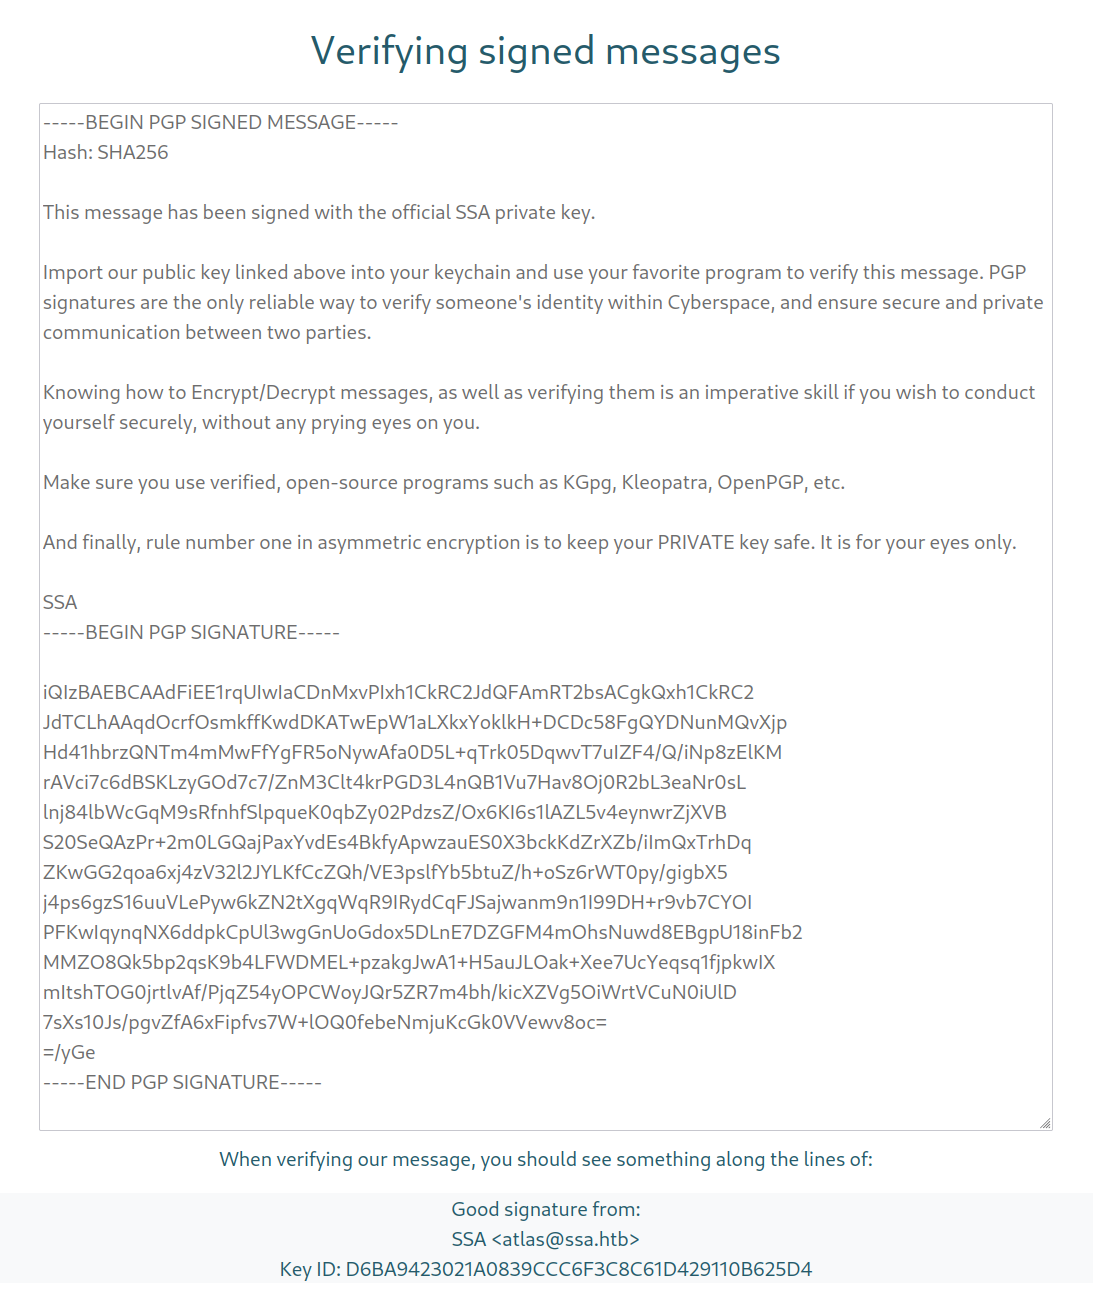 Verifying signed messages
-----BEGIN PGP SIGNED MESSAGE-----
Hash: SHA256
This message has been signed with the official SSA private key.
Import our public key linked above into your keychain and use your favorite program to verify this message. PGP
signatures are the only reliable way to verify someone's identity within Cyberspace, and ensure secure and private
communication between two parties.
Knowing how to Encrypt/Decrypt messages, as well as verifying them is an imperative skill if you wish to conduct
yourself securely, without any prying eyes on you.
Make sure you use verified, open-source programs such as KGpg, Kleopatra, OpenPGP, etc.
And finally, rule number one in asymmetric encryption is to keep your PRIVATE key safe. It is for your eyes only.
SSA
-----BEGIN PGP SIGNATURE-----
iQIzBAEBCAAdFiEE1rqUIwIaCDnMxvPIxh1CkRC2JdQFAmRT2bsACgkQxh1CkRC2
JdTCLhAAqdOcrfOsmkffKwdDKATwEpW1aLXkxYoklkH+DCDc58FgQYDNunMQvXjp
Hd41hbrzQNTm4mMwFfYgFR5oNywAfa0D5L+qTrk05DqwvT7uIZF4/Q/iNp8zElKM
rAVci7c6dBSKLzyGOd7c7/ZnM3Clt4krPGD3L4nQB1Vu7Hav8Oj0R2bL3eaNr0sL
lnj84lbWcGqM9sRfnhfSlpqueK0qbZy02PdzsZ/Ox6KI6s1lAZL5v4eynwrZjXVB
S20SeQAzPr+2m0LGQajPaxYvdEs4BkfyApwzauES0X3bckKdZrXZb/iImQxTrhDq
ZKwGG2qoa6xj4zV32l2JYLKfCcZQh/VE3pslfYb5btuZ/h+oSz6rWT0py/gigbX5
j4ps6gzS16uuVLePyw6kZN2tXgqWqR9IRydCqFJSajwanm9n1I99DH+r9vb7CYOI
PFKwIqynqNX6ddpkCpUl3wgGnUoGdox5DLnE7DZGFM4mOhsNuwd8EBgpU18inFb2
MMZO8Qk5bp2qsK9b4LFWDMEL+pzakgJwA1+H5auJLOak+Xee7UcYeqsq1fjpkwIX
mItshTOG0jrtlvAf/PjqZ54yOPCWoyJQr5ZR7m4bh/kicXZVg5OiWrtVCuN0iUlD
7sXs10Js/pgvZfA6xFipfvs7W+lOQ0febeNmjuKcGk0VVewv8oc=
=/yGe
-----END PGP SIGNATURE-----
When verifying our message, you should see something along the lines of:
Good signature from:
SSA <atlas@ssa.htb>
Key ID: D6BA9423021A0839CCC6F3C8C61D429110B625D4